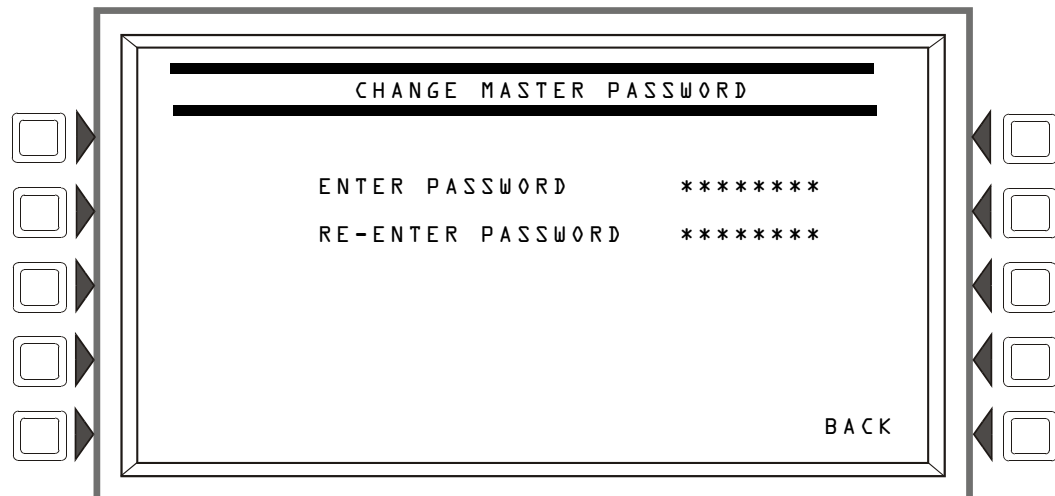 CHANGE MASTER PASSWORD
ENTER PASSWORD ********
RE-ENTER PASSWORD ********
BACK